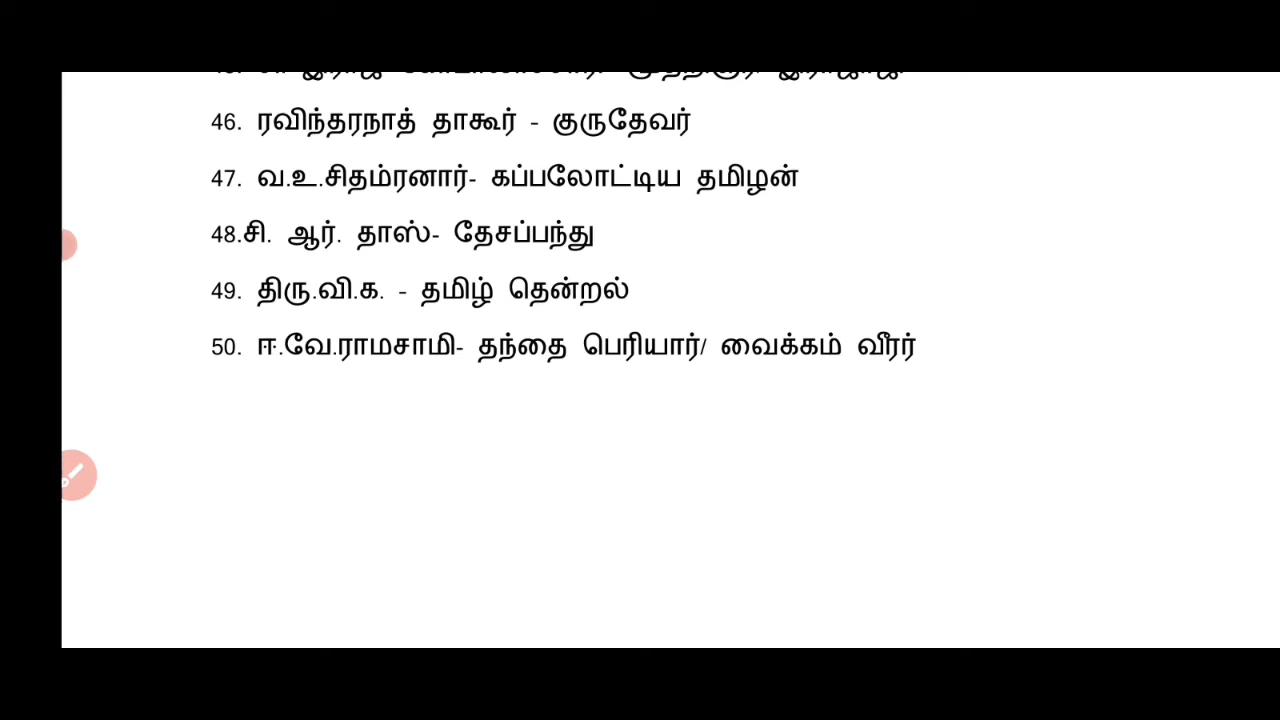 46. ரவிந்தரநாத் தாகூர் - குருதேவர்
47. வ.உ.சிதம்ரனார்- கப்பலோட்டிய தமிழன்
48.சி. ஆர். தாஸ்- தேசப்பந்து
49. திரு.வி.க. - தமிழ் தென்றல்
50. ஈ.வே.ராமசாமி- தந்தை பெரியார்/ வைக்கம் வீரர்